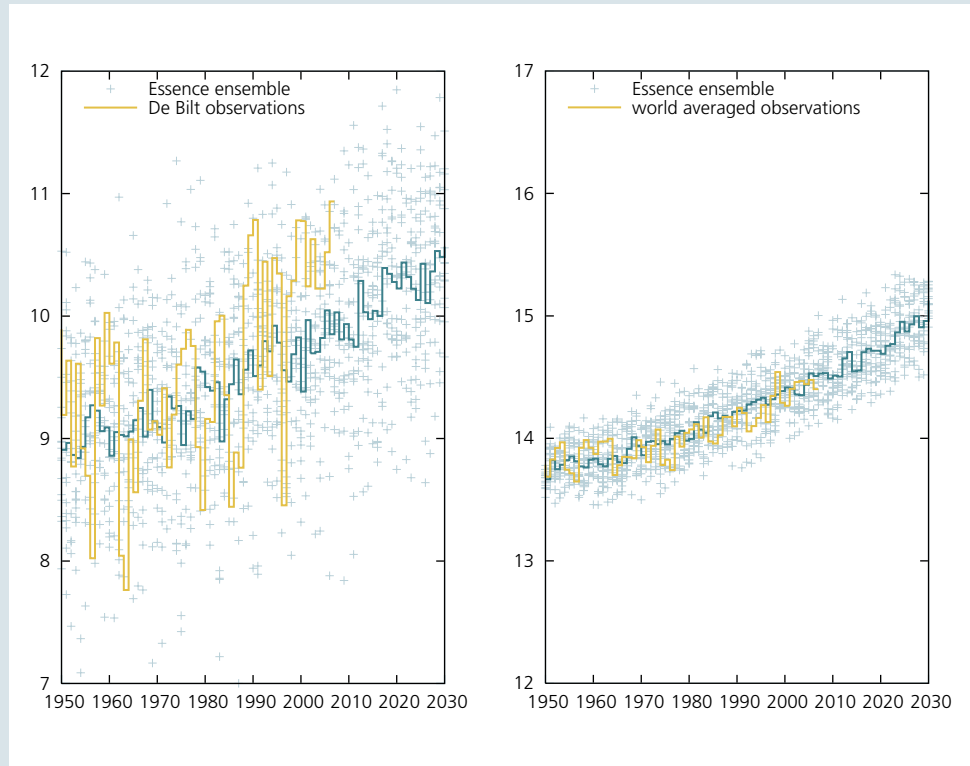 12
Essence ensemble
De Bilt observations
11
10
9
8
7
1950 1960 1970 1980 1990 2000 2010 2020 2030
17
Essence ensemble
world averaged observations
16
15
14
13
12
1950 1960 1970 1980 1990 2000 2010 2020 2030